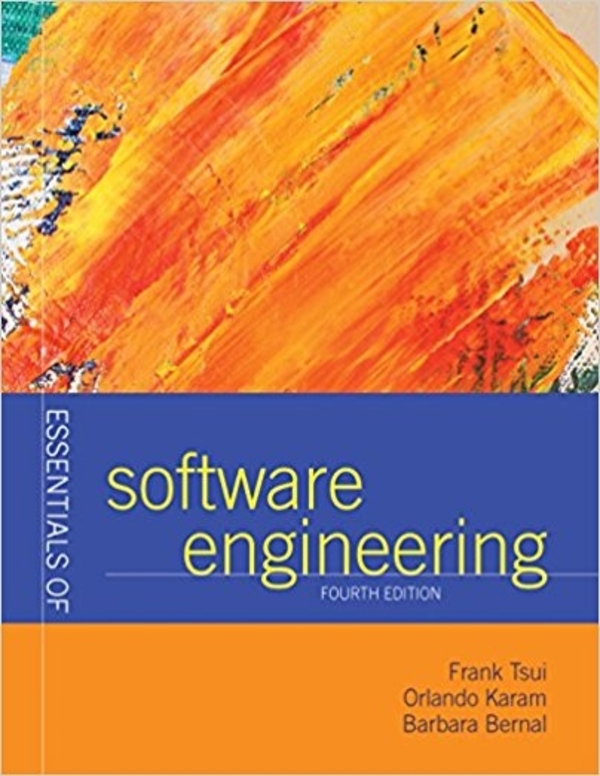 ESSENTIALS OF
software
engineering
FOURTH EDITION
Frank Tsui
Orlando Karam
Barbara Bernal